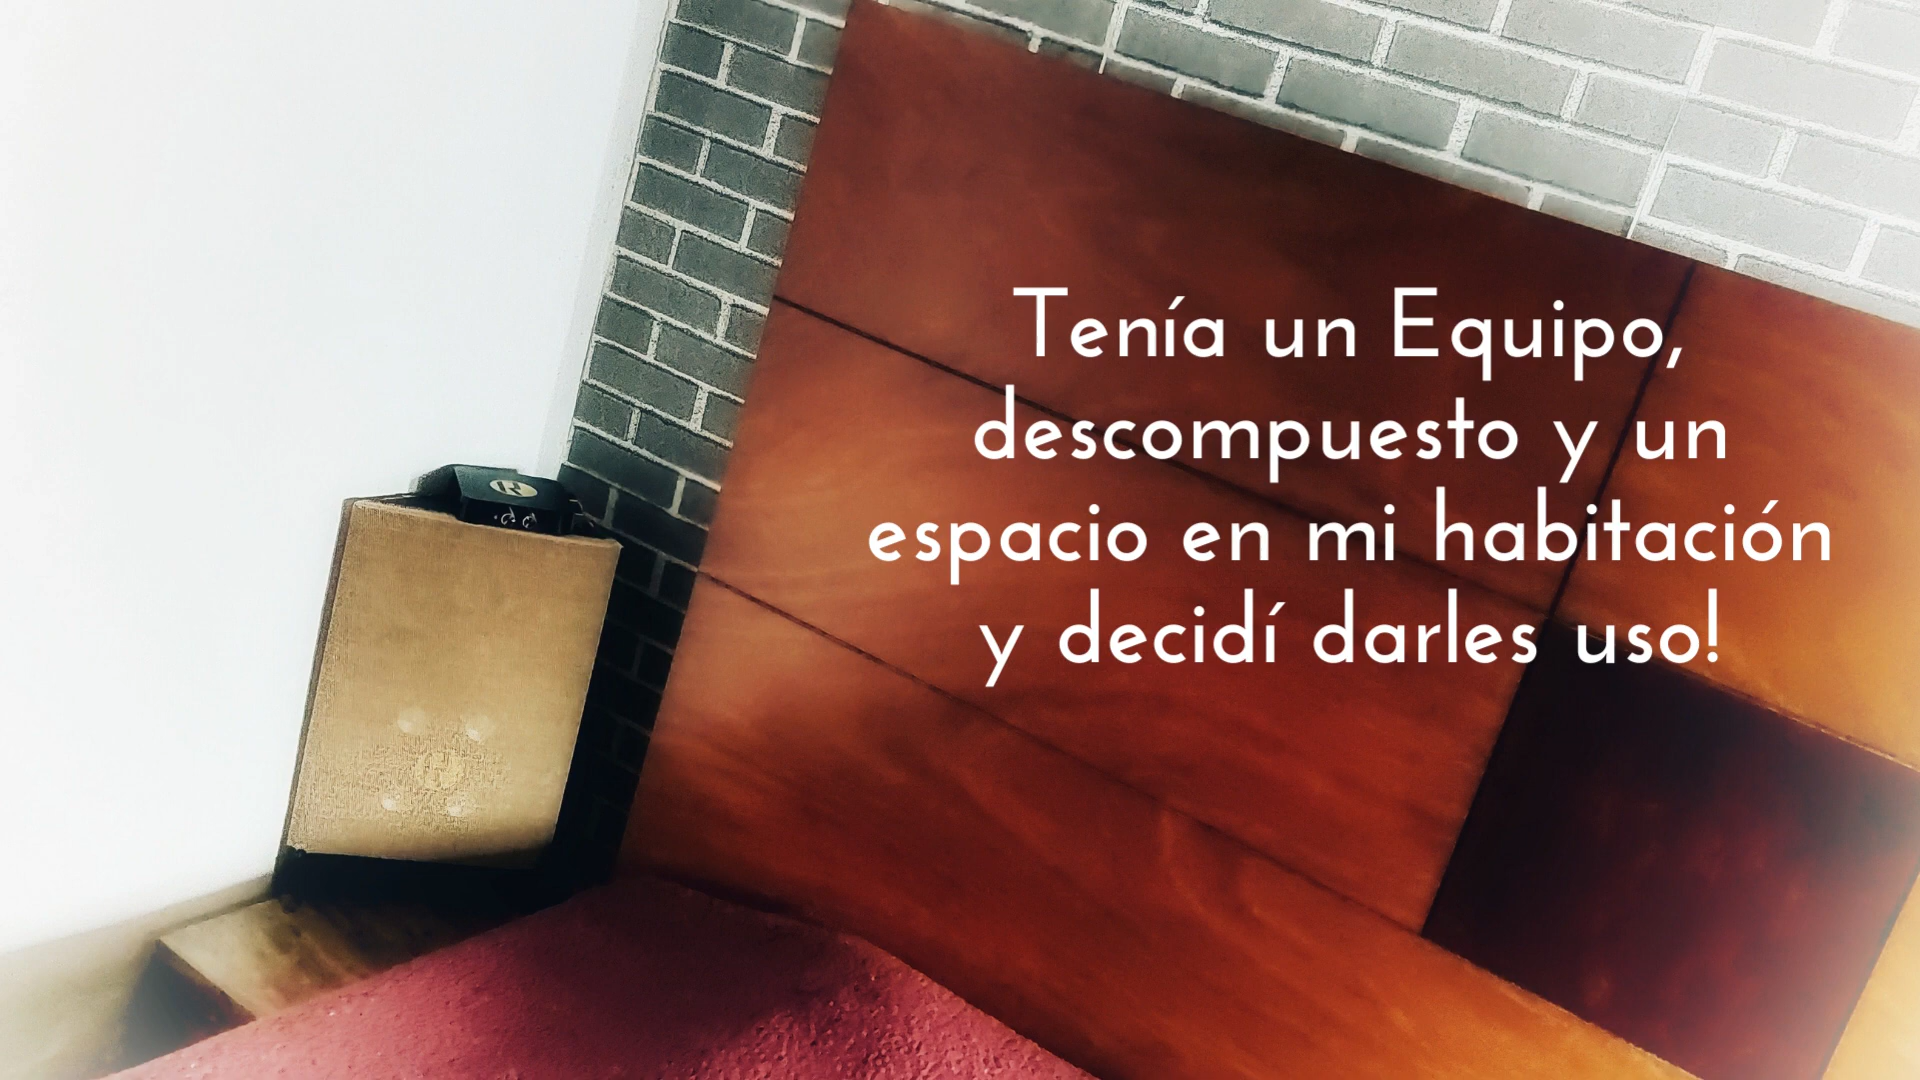 Tenía un Equipo,
descompuesto y un
espacio en mi habitación
y decidí darles uso!